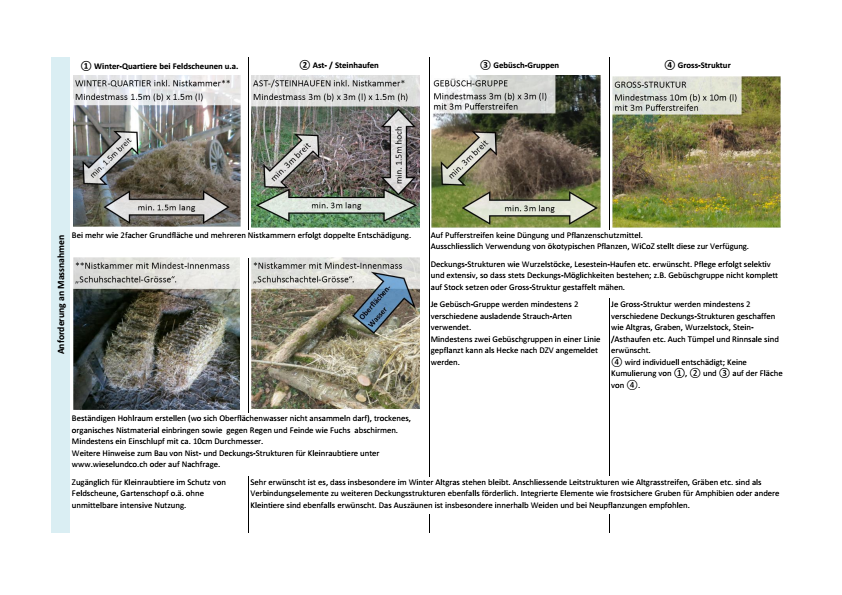 Anforderung an Massnahmen
① Winter-Quartiere bei Feldscheunen u.a.
WINTER-QUARTIER inkl. Nistkammer**
Mindestmass 1.5m (b) x 1.5m (l)
min. 1.5m breit
min. 1.5m lang
② Ast- / Steinhaufen
AST-/STEINHAUFEN inkl. Nistkammer*
Mindestmass 3m (b) x 3m (l) x 1.5m (h)
min. 3m breit
min. 1.5m hoch
min. 3m lang
③ Gebüsch-Gruppen
GEBÜSCH-GRUPPE
Mindestmass 3m (b) x 3m (l)
mit 3m Pufferstreifen
min. 3m breit
min. 3m lang
④ Gross-Struktur
GROSS-STRUKTUR
Mindestmass 10m (b) x 10m (l)
mit 3m Pufferstreifen
Bei mehr wie 2facher Grundfläche und mehreren Nistkammern erfolgt doppelte Entschädigung.
Auf Pufferstreifen keine Düngung und Pflanzenschutzmittel.
Ausschliesslich Verwendung von ökotypischen Pflanzen, WiCoZ stellt diese zur Verfügung.
**Nistkammer mit Mindest-Innenmass
„Schuhschachtel-Grösse“.
*Nistkammer mit Mindest-Innenmass
„Schuhschachtel-Grösse“.
Oberflächen-
Wasser
Deckungs-Strukturen wie Wurzelstöcke, Lesestein-Haufen etc. erwünscht. Pflege erfolgt selektiv
und extensiv, so dass stets Deckungs-Möglichkeiten bestehen; z.B. Gebüschgruppe nicht komplett
auf Stock setzen oder Gross-Struktur gestaffelt mähen.
Je Gebüsch-Gruppe werden mindestens 2
verschiedene ausladende Strauch-Arten
verwendet.
Mindestens zwei Gebüschgruppen in einer Linie
gepflanzt kann als Hecke nach DZV angemeldet
werden.
Je Gross-Struktur werden mindestens 2
verschiedene Deckungs-Strukturen geschaffen
wie Altgras, Graben, Wurzelstock, Stein-
/Asthaufen etc. Auch Tümpel und Rinnsale sind
erwünscht.
④ wird individuell entschädigt; Keine
Kumulierung von ①, ② und ③ auf der Fläche
von ④.
Beständigen Hohlraum erstellen (wo sich Oberflächenwasser nicht ansammeln darf), trockenes,
organisches Nistmaterial einbringen sowie gegen Regen und Feinde wie Fuchs abschirmen.
Mindestens ein Einschlupf mit ca. 10cm Durchmesser.
Weitere Hinweise zum Bau von Nist- und Deckungs-Strukturen für Kleinraubtiere unter
www.wieselundco.ch oder auf Nachfrage.
Zugänglich für Kleinraubtiere im Schutz von
Feldscheune, Gartenschopf o.ä. ohne
unmittelbare intensive Nutzung.
Sehr erwünscht ist es, dass insbesondere im Winter Altgras stehen bleibt. Anschliessende Leitstrukturen wie Altgrasstreifen, Gräben etc. sind als
Verbindungselemente zu weiteren Deckungsstrukturen ebenfalls förderlich. Integrierte Elemente wie frostsichere Gruben für Amphibien oder andere
Kleintiere sind ebenfalls erwünscht. Das Auszäunen ist insbesondere innerhalb Weiden und bei Neupflanzungen empfohlen.